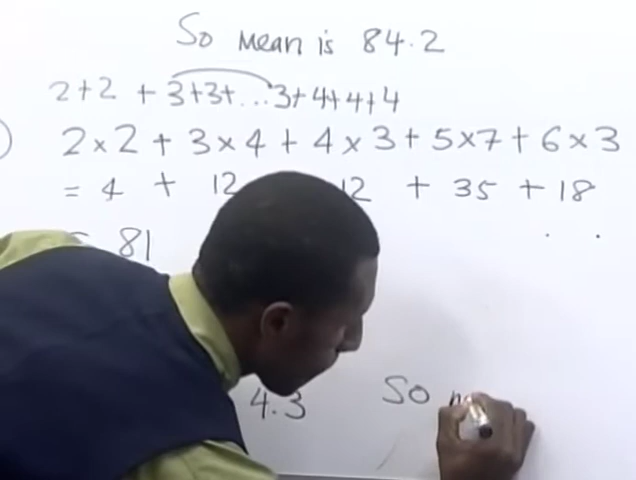 So mean is 84.2
2+2 + 3+3+...3+4+4+4
) 2×2 + 3×4 + 4×3 + 5×7 + 6×3
= 4 + 12 12 + 35 + 18
= 81
4.3 So